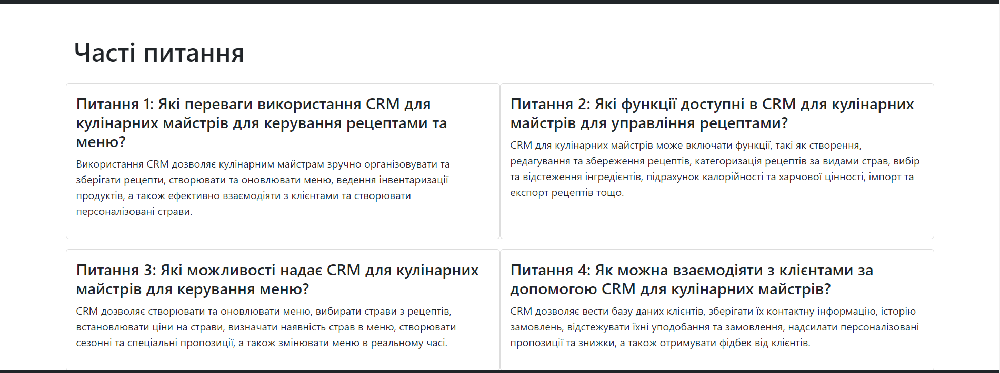 Часті питання
Питання 1: Які переваги використання CRM для
кулінарних майстрів для керування рецептами та
меню?
Використання CRM дозволяє кулінарним майстрам зручно організовувати та
зберігати рецепти, створювати та оновлювати меню, ведення інвентаризації
продуктів, а також ефективно взаємодіяти з клієнтами та створювати
персоналізовані страви.
Питання 2: Які функції доступні в CRM для кулінарних
майстрів для управління рецептами?
CRM для кулінарних майстрів може включати функції, такі як створення,
редагування та збереження рецептів, категоризація рецептів за видами страв, вибір
та відстеження інгредієнтів, підрахунок калорійності та харчової цінності, імпорт та
експорт рецептів тощо.
Питання 3: Які можливості надає CRM для кулінарних
майстрів для керування меню?
CRM дозволяє створювати та оновлювати меню, вибирати страви з рецептів,
встановлювати ціни на страви, визначати наявність страв в меню, створювати
сезонні та спеціальні пропозиції, а також змінювати меню в реальному часі.
Питання 4: Як можна взаємодіяти з клієнтами за
допомогою CRM для кулінарних майстрів?
CRM дозволяє вести базу даних клієнтів, зберігати їх контактну інформацію, історію
замовлень, відстежувати їхні уподобання та замовлення, надсилати персоналізовані
пропозиції та знижки, а також отримувати фідбек від клієнтів.